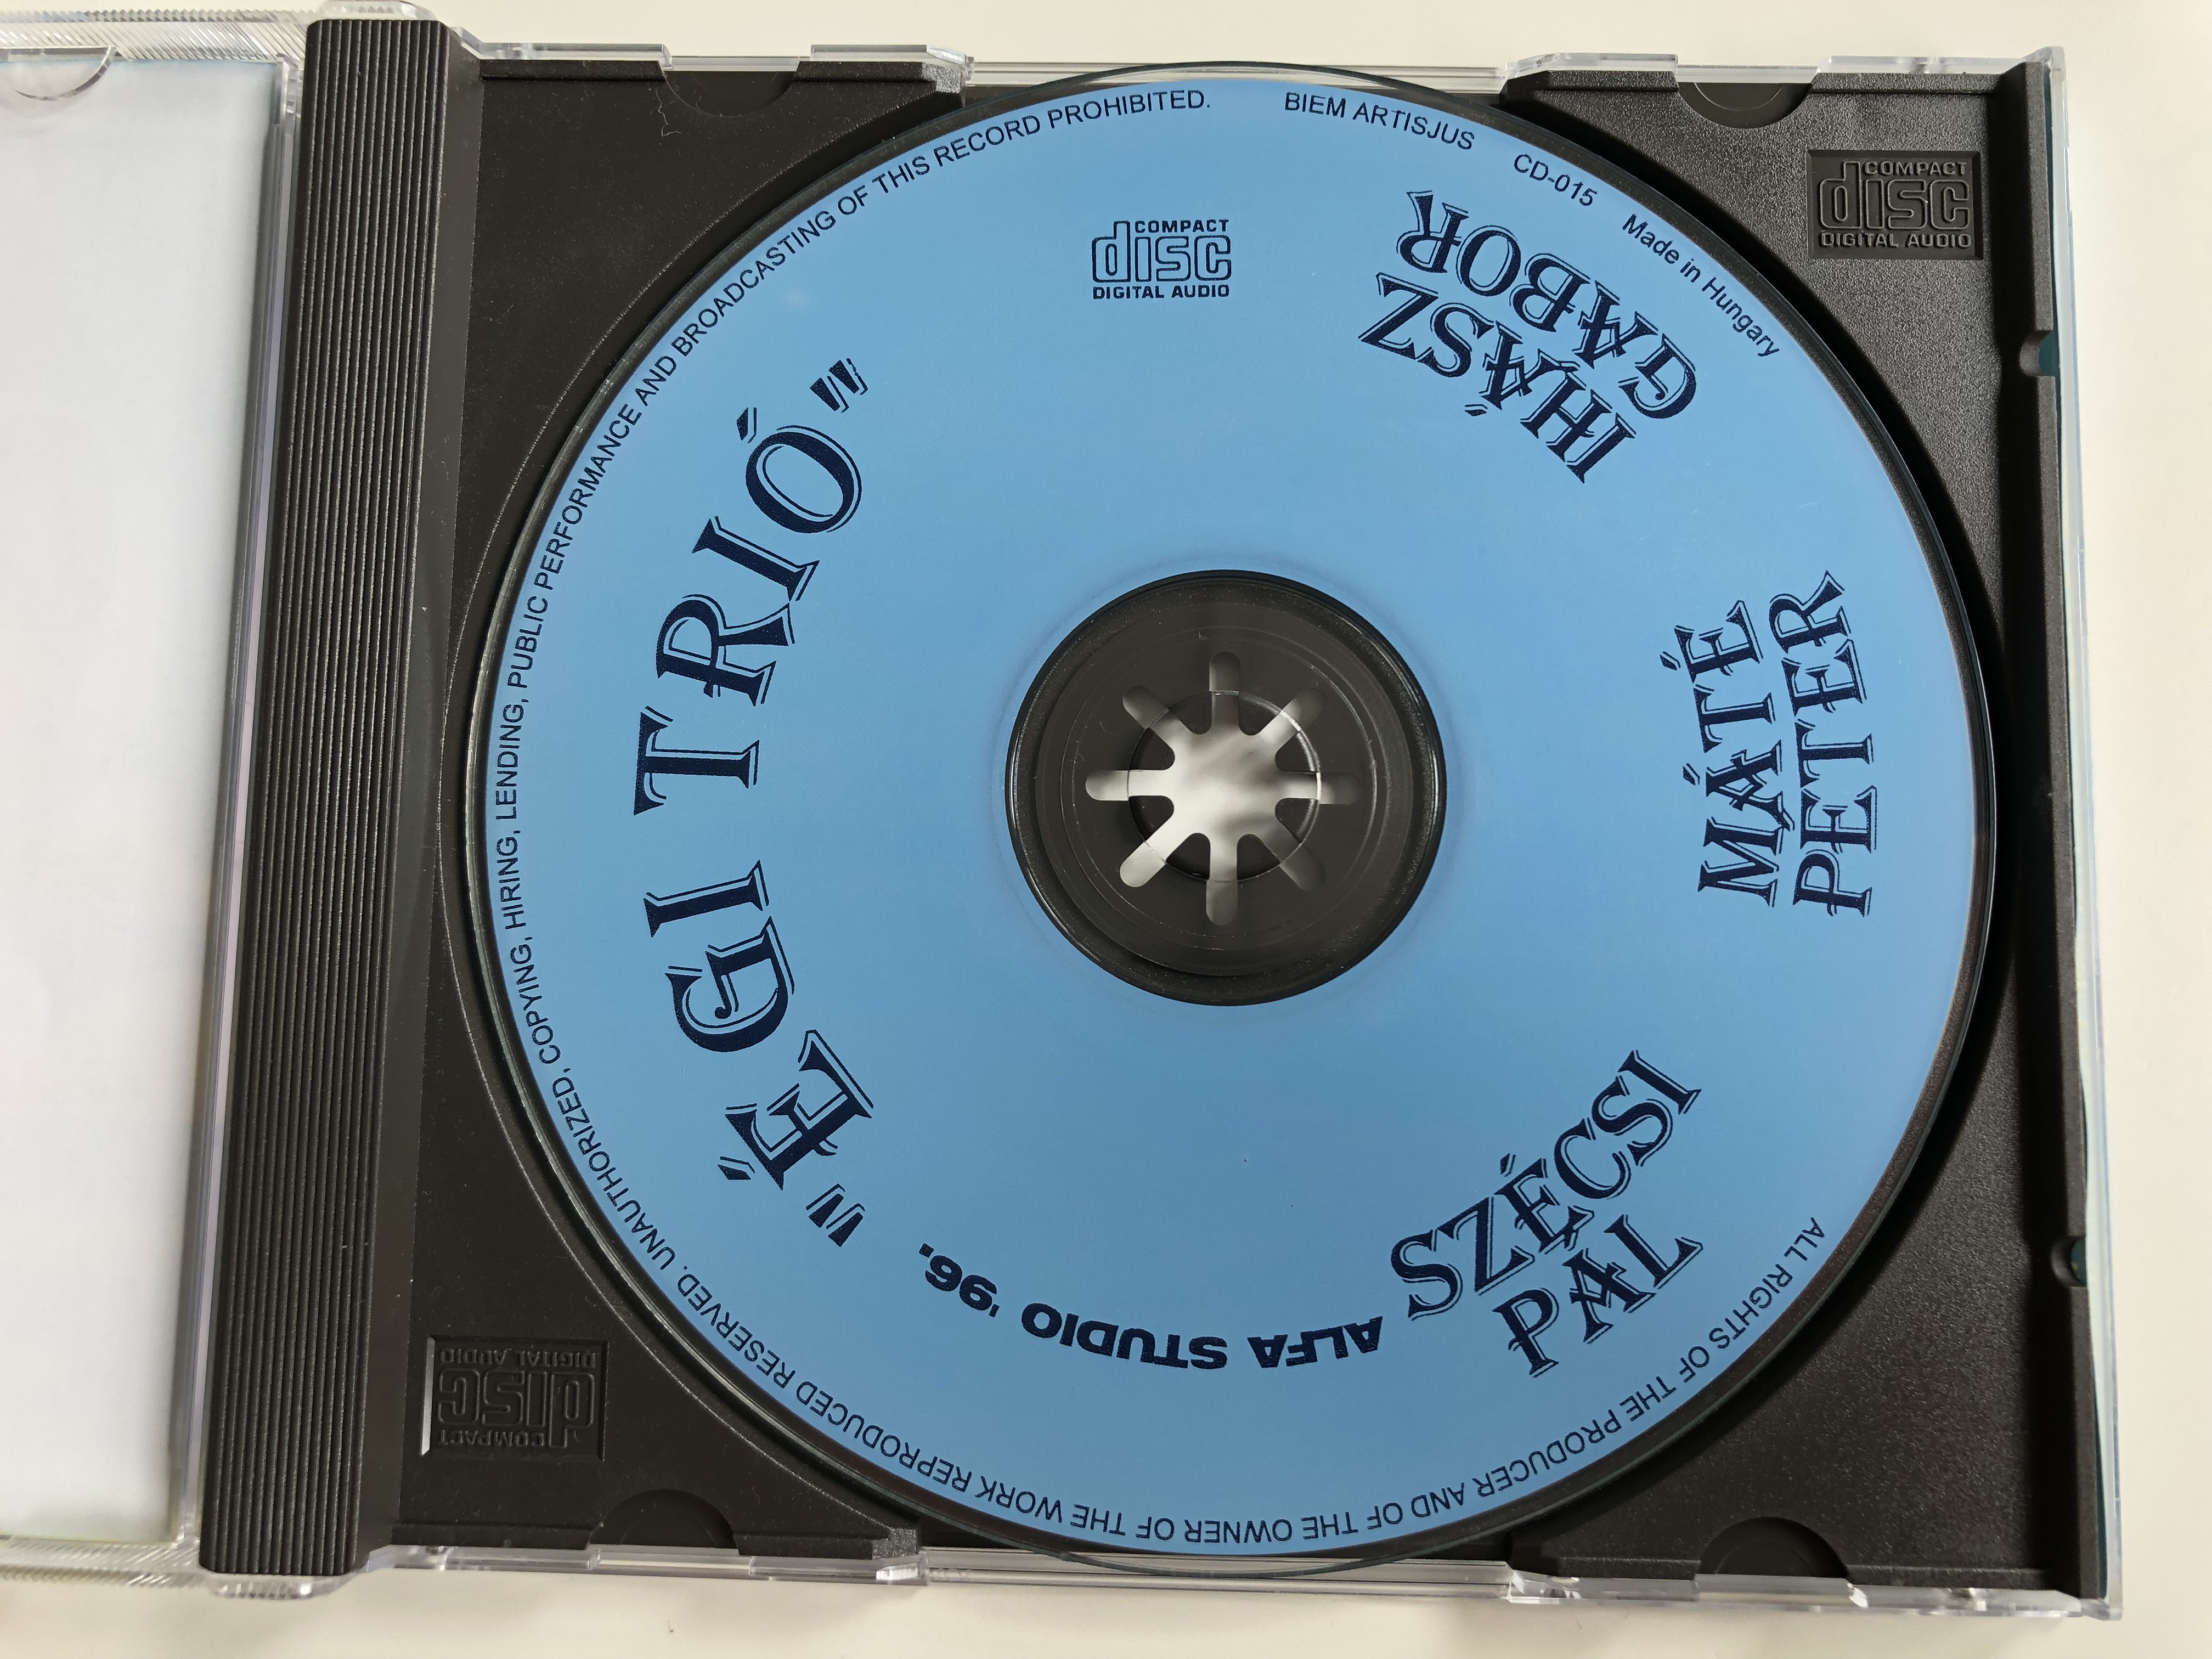 "ÉGI TRIÓ"
IHÁSZ
GÁBOR
MÁTÉ
PÉTER
SZÉCSI
PÁL
ALFA STUDIO '96.
COMPACT
disc
DIGITAL AUDIO
ALL RIGHTS OF THE PRODUCER AND OF THE OWNER OF THE WORK REPRODUCED RESERVED. UNAUTHORIZED, COPYING, HIRING, LENDING, PUBLIC PERFORMANCE AND BROADCASTING OF THIS RECORD PROHIBITED.
BIEM ARTISJUS CD-015 Made in Hungary
COMPACT
disc
DIGITAL AUDIO
COMPACT
disc
DIGITAL AUDIO